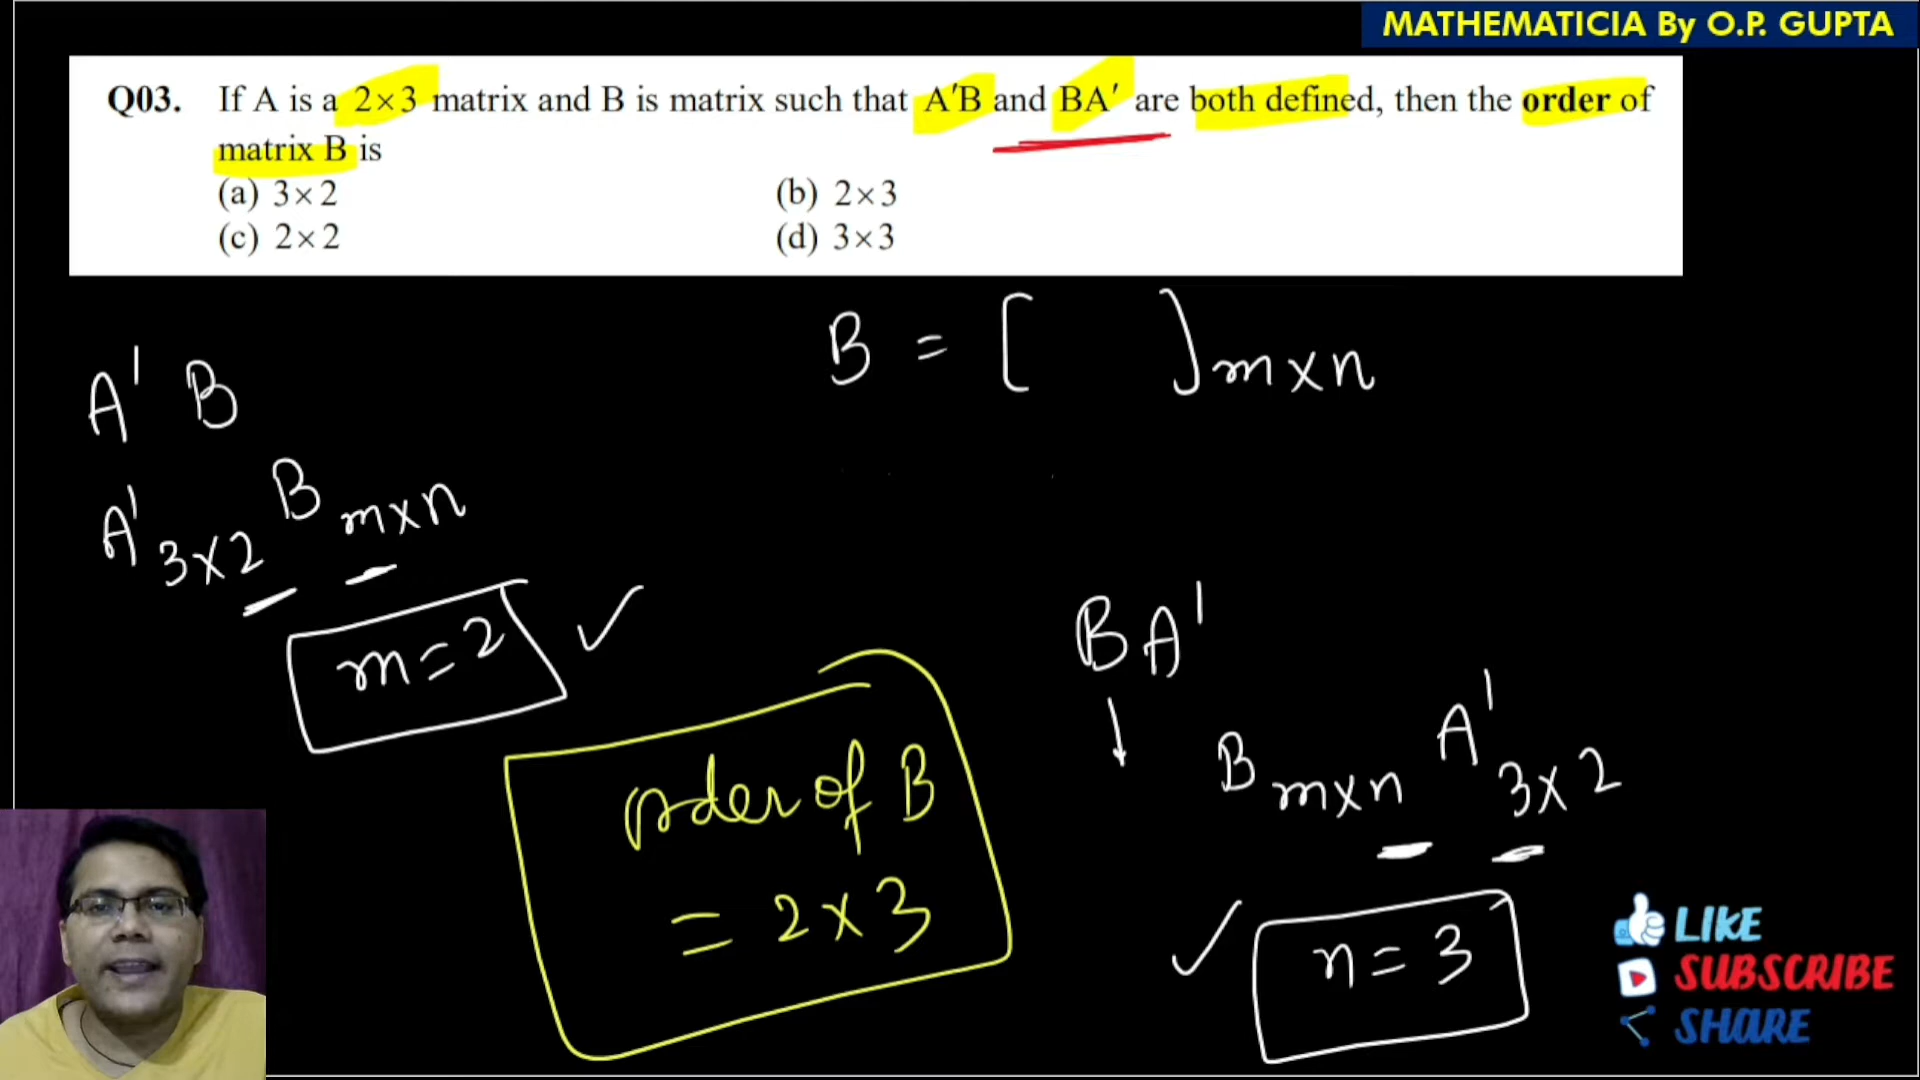 MATHEMATICIA By O.P. GUPTA
Q03. If A is a 2×3 matrix and B is matrix such that A′B and BA′ are both defined, then the order of
matrix B is
(a) 3×2 (b) 2×3
(c) 2×2 (d) 3×3
B = [ ]m×n
A′ B
A′3×2 Bm×n
m=2 ✓
BA′
↓
Bm×n A′3×2
order of B
= 2×3
✓ n=3
LIKE
SUBSCRIBE
SHARE